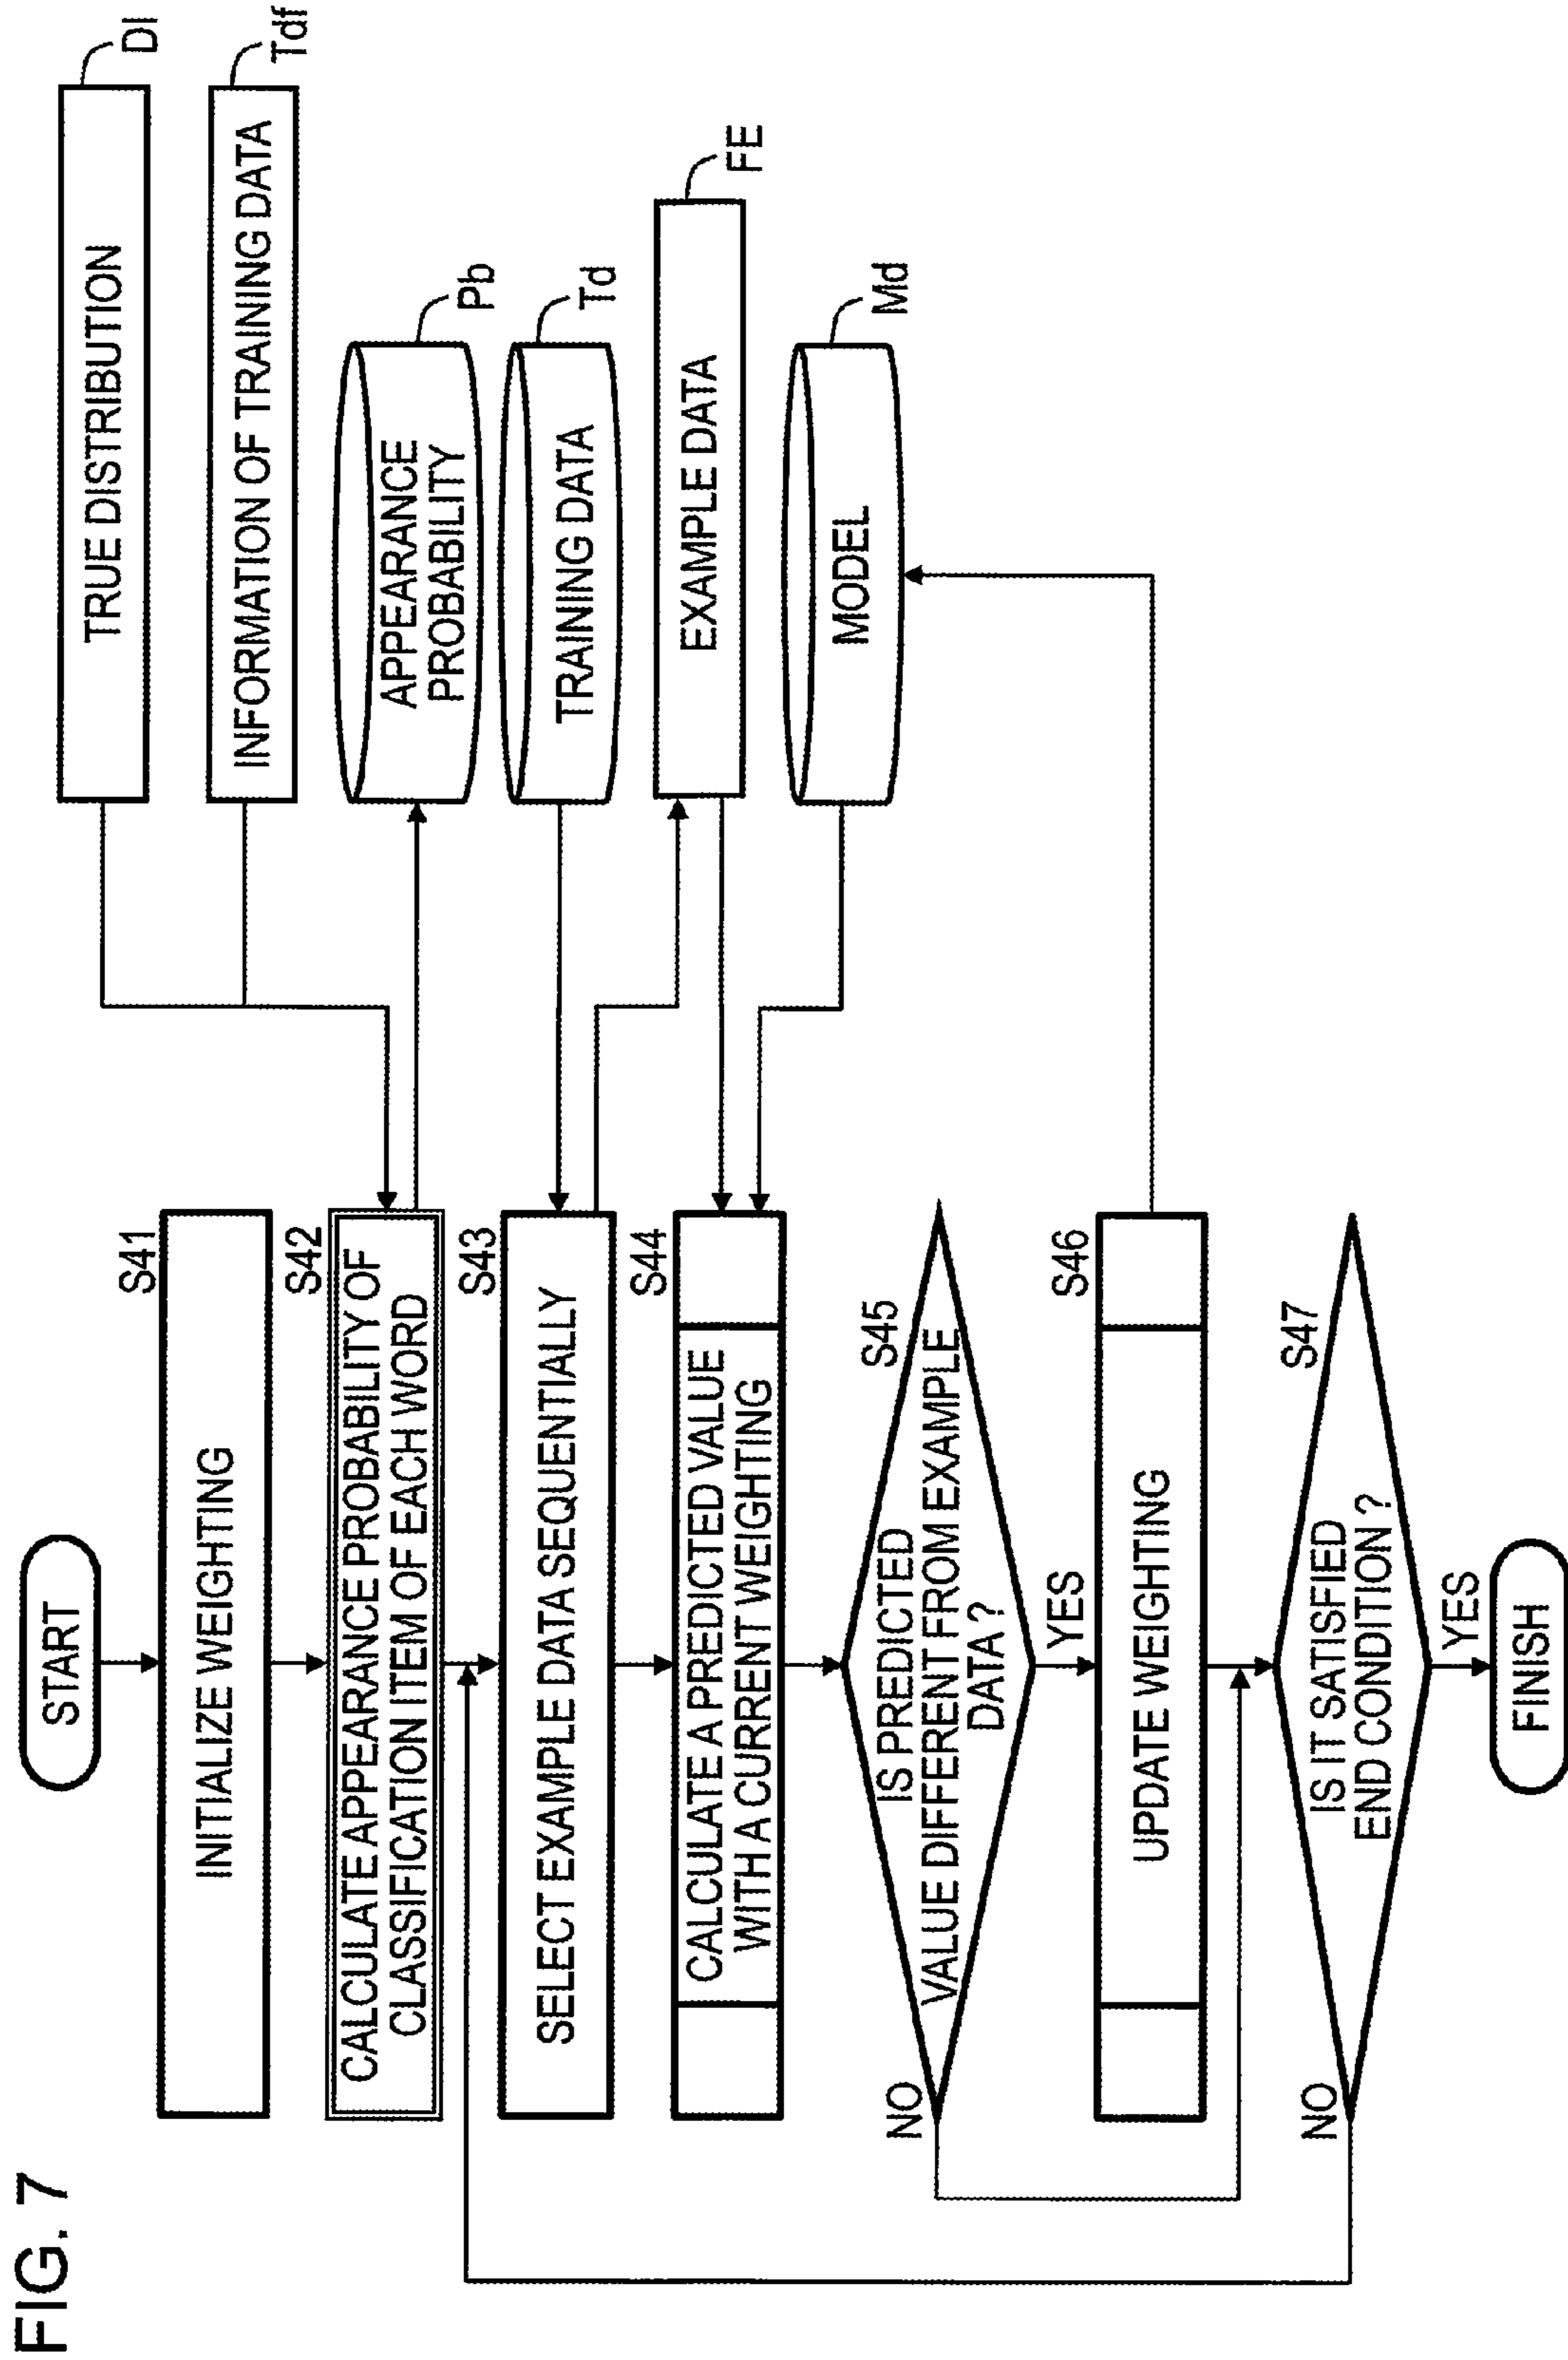 FIG. 7
START
S41
INITIALIZE WEIGHTING
S42
CALCULATE APPEARANCE PROBABILITY OF
CLASSIFICATION ITEM OF EACH WORD
S43
SELECT EXAMPLE DATA SEQUENTIALLY
S44
CALCULATE A PREDICTED VALUE
WITH A CURRENT WEIGHTING
S45
IS PREDICTED
VALUE DIFFERENT FROM EXAMPLE
DATA ?
NO
YES
S46
UPDATE WEIGHTING
S47
IS IT SATISFIED
END CONDITION ?
NO
YES
FINISH
TRUE DISTRIBUTION
DI
INFORMATION OF TRAINING DATA
Tdf
APPEARANCE
PROBABILITY
Pb
TRAINING DATA
Td
EXAMPLE DATA
FE
MODEL
Md